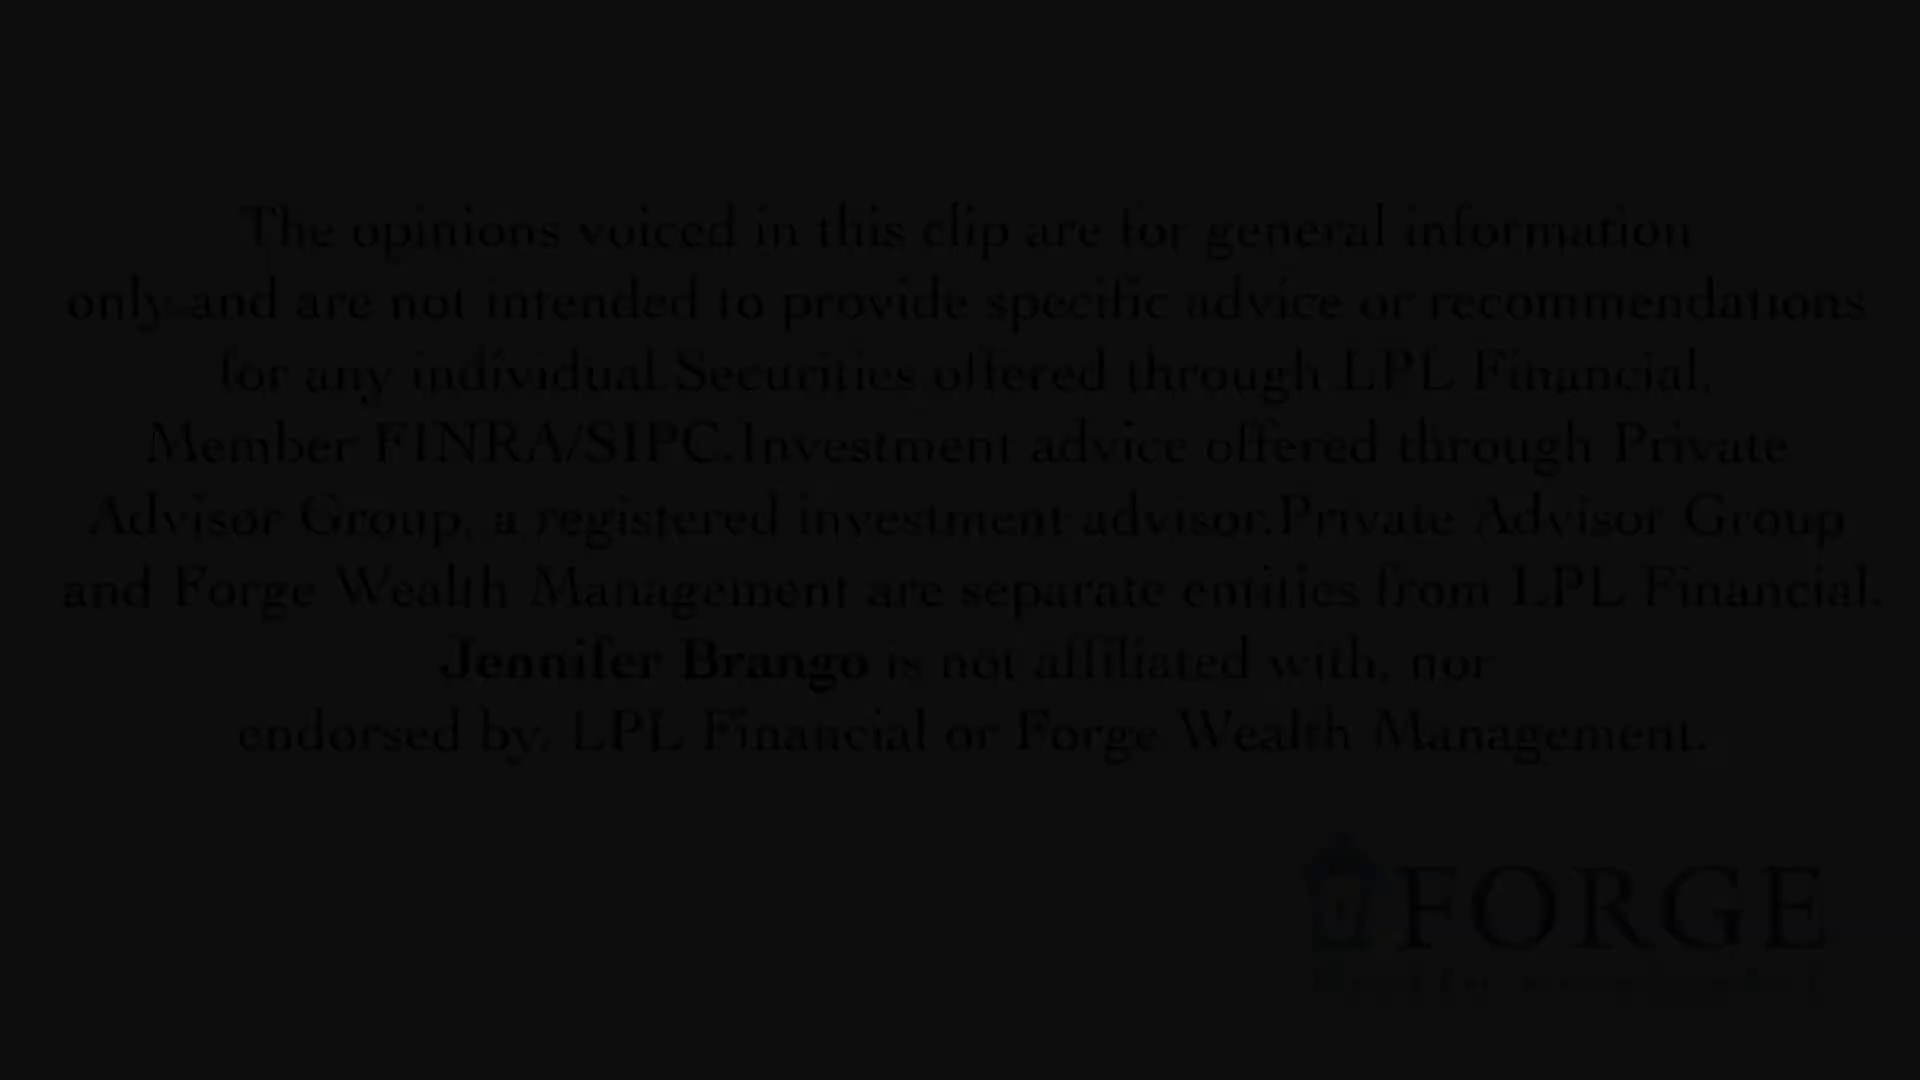 The opinions voiced in this clip are for general information
only and are not intended to provide specific advice or recommendations
for any individual.Securities offered through LPL Financial,
Member FINRA/SIPC.Investment advice offered through Private
Advisor Group, a registered investment advisor.Private Advisor Group
and Forge Wealth Management are separate entities from LPL Financial.
Jennifer Brango is not affiliated with, nor
endorsed by, LPL Financial or Forge Wealth Management.
FORGE